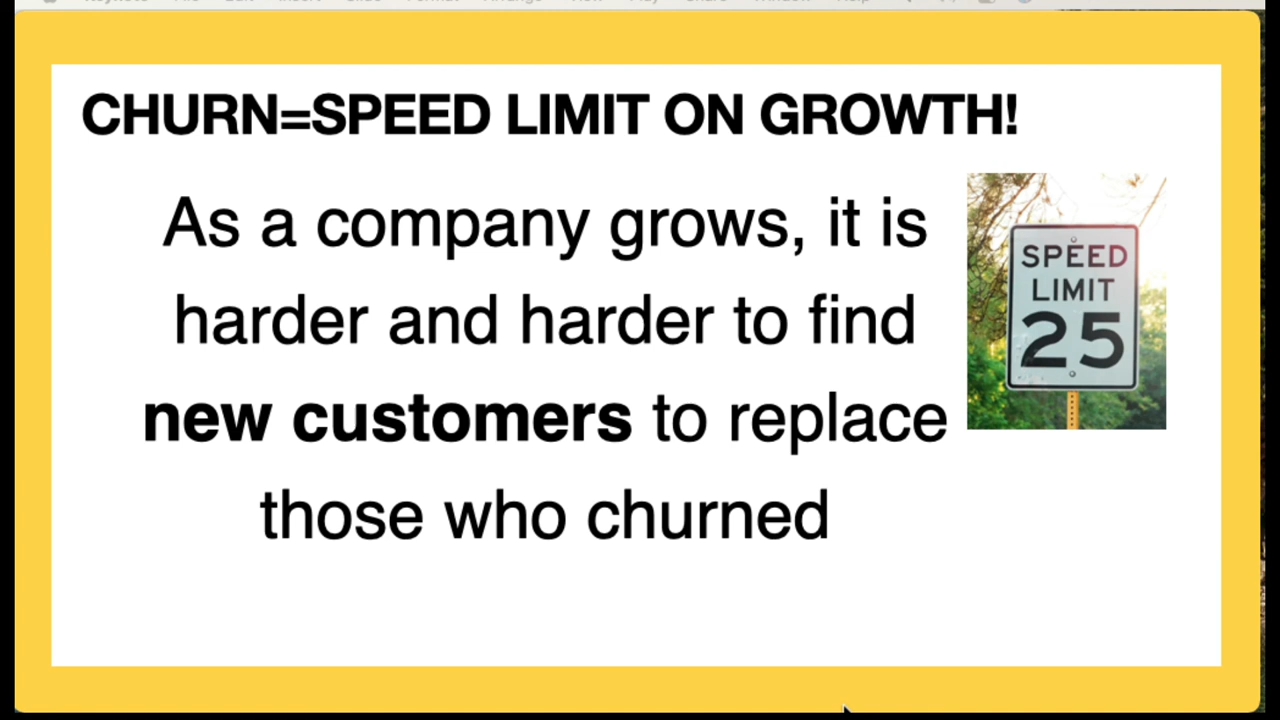 CHURN=SPEED LIMIT ON GROWTH!
As a company grows, it is
harder and harder to find
new customers to replace
those who churned
SPEED
LIMIT
25